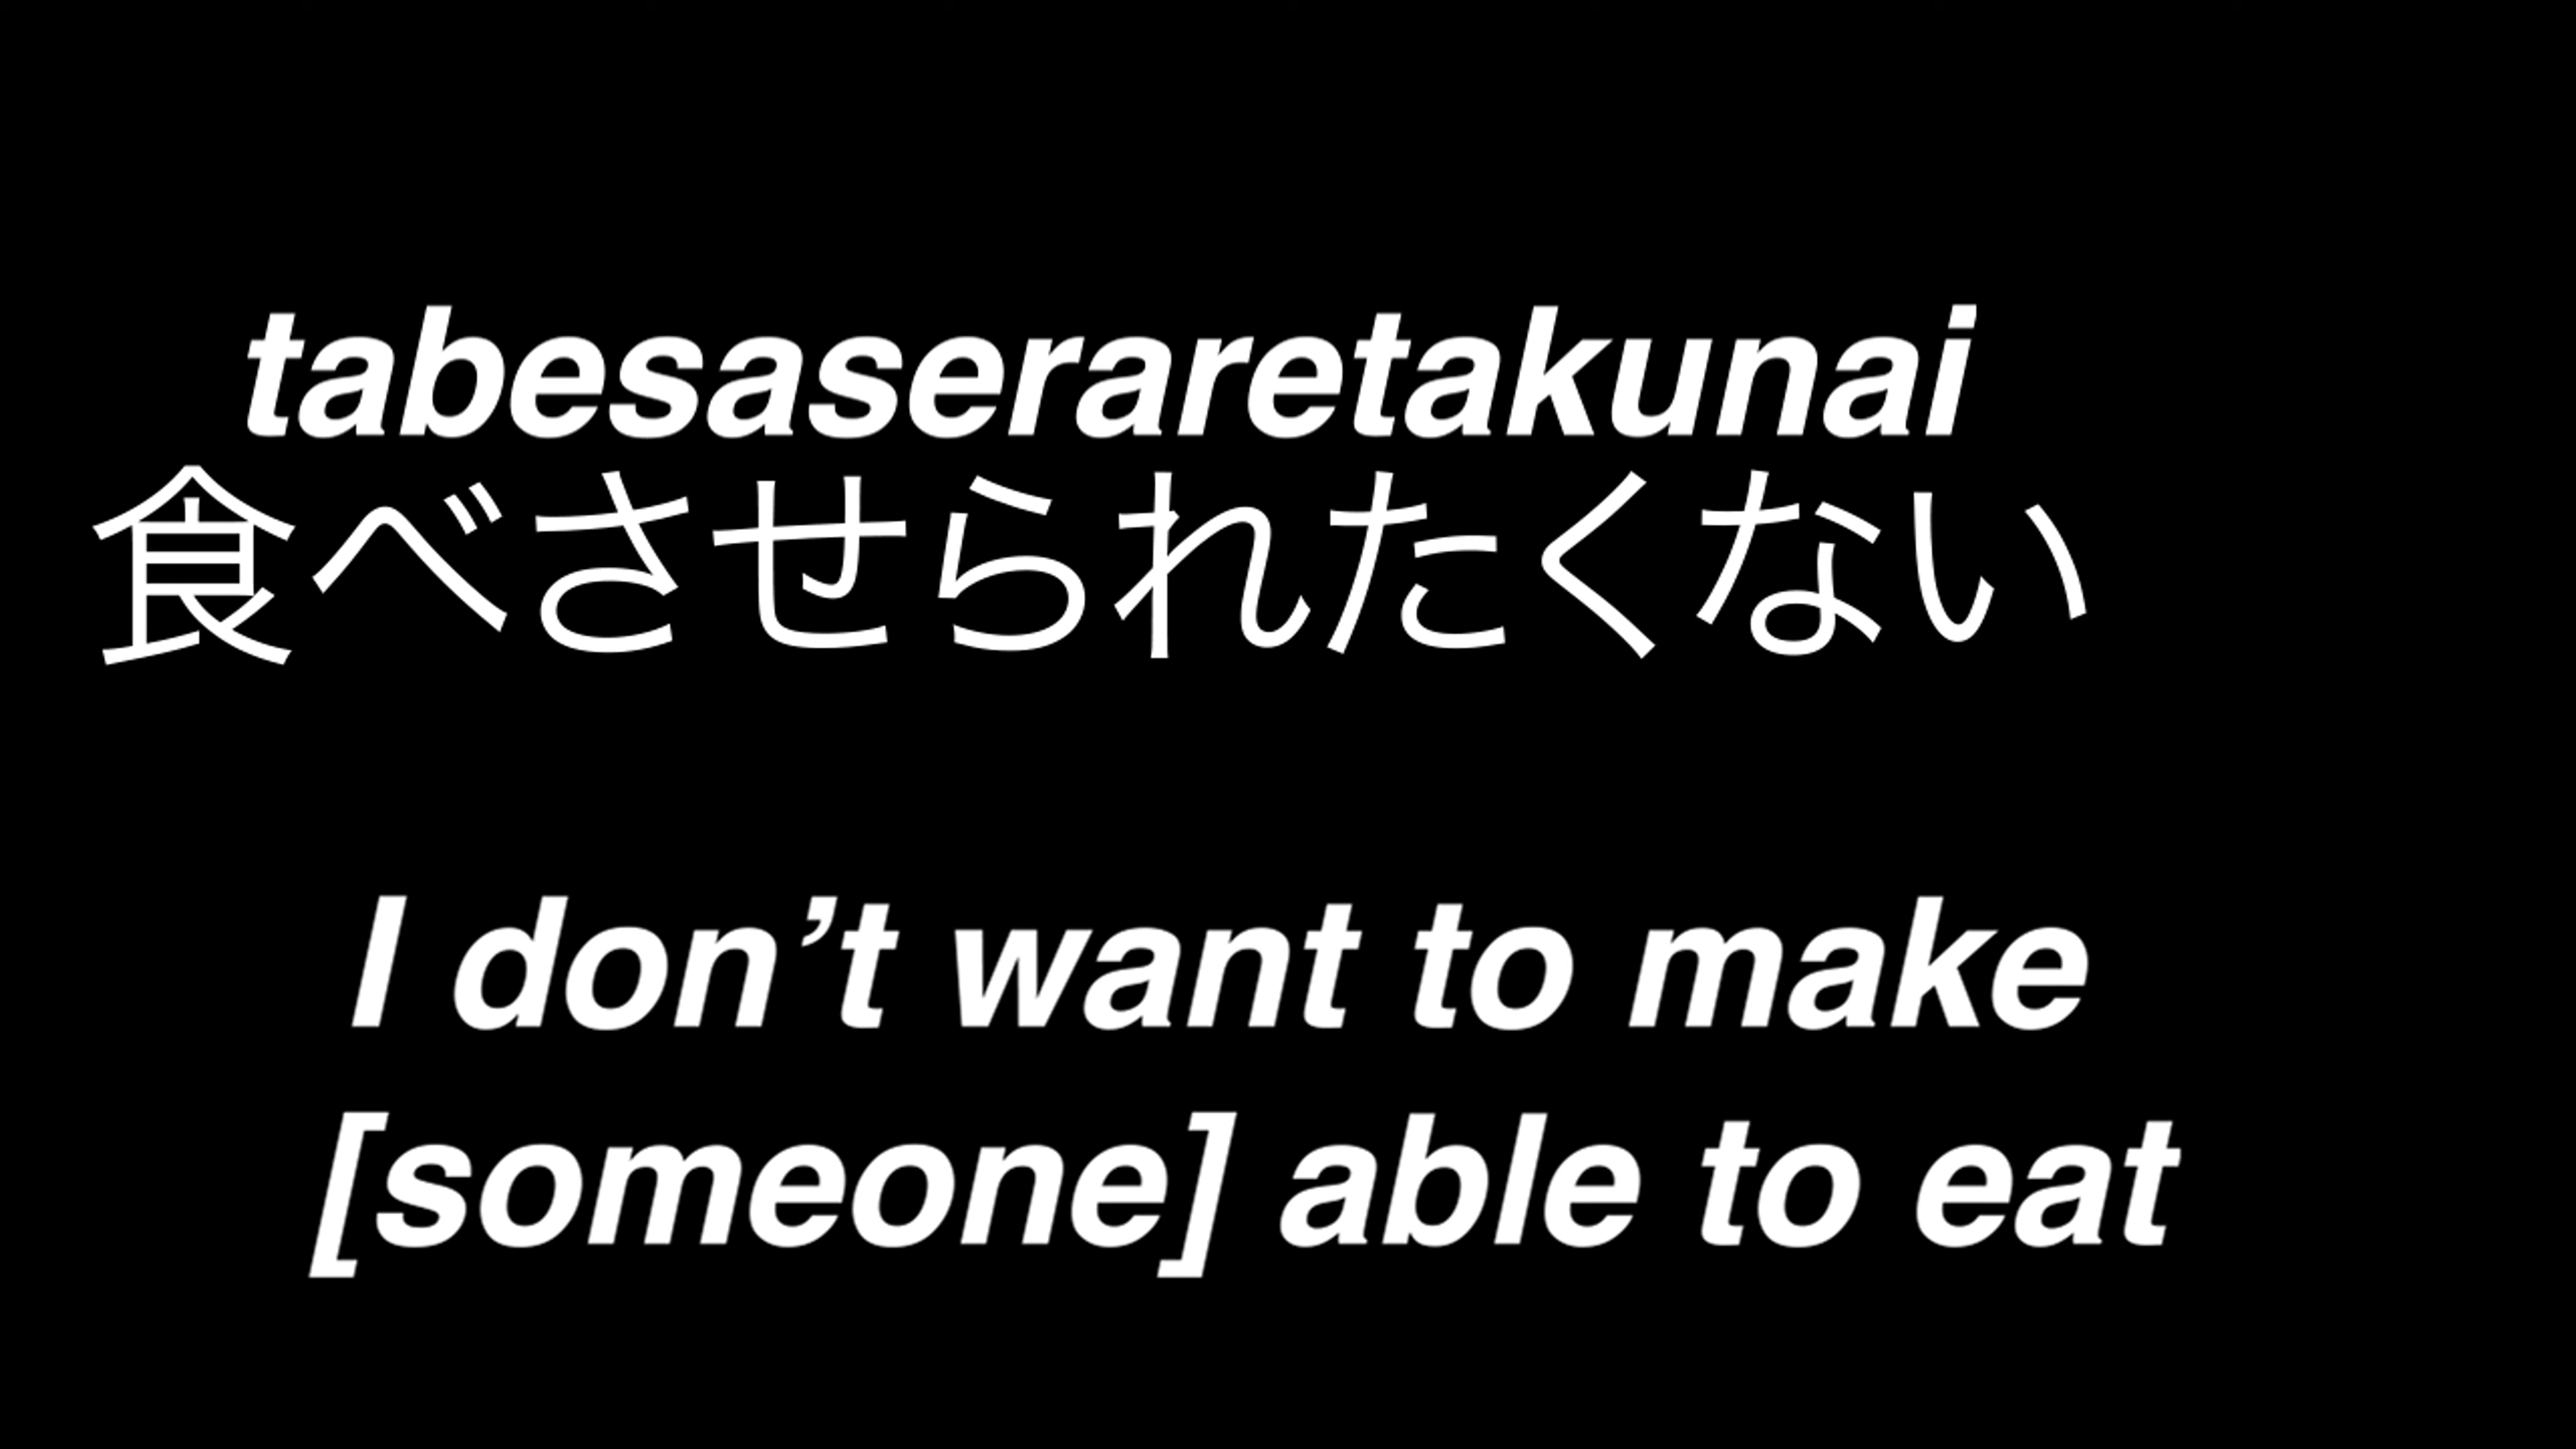 tabesaseraretakunai
食べさせられたくない
I don’t want to make
[someone] able to eat